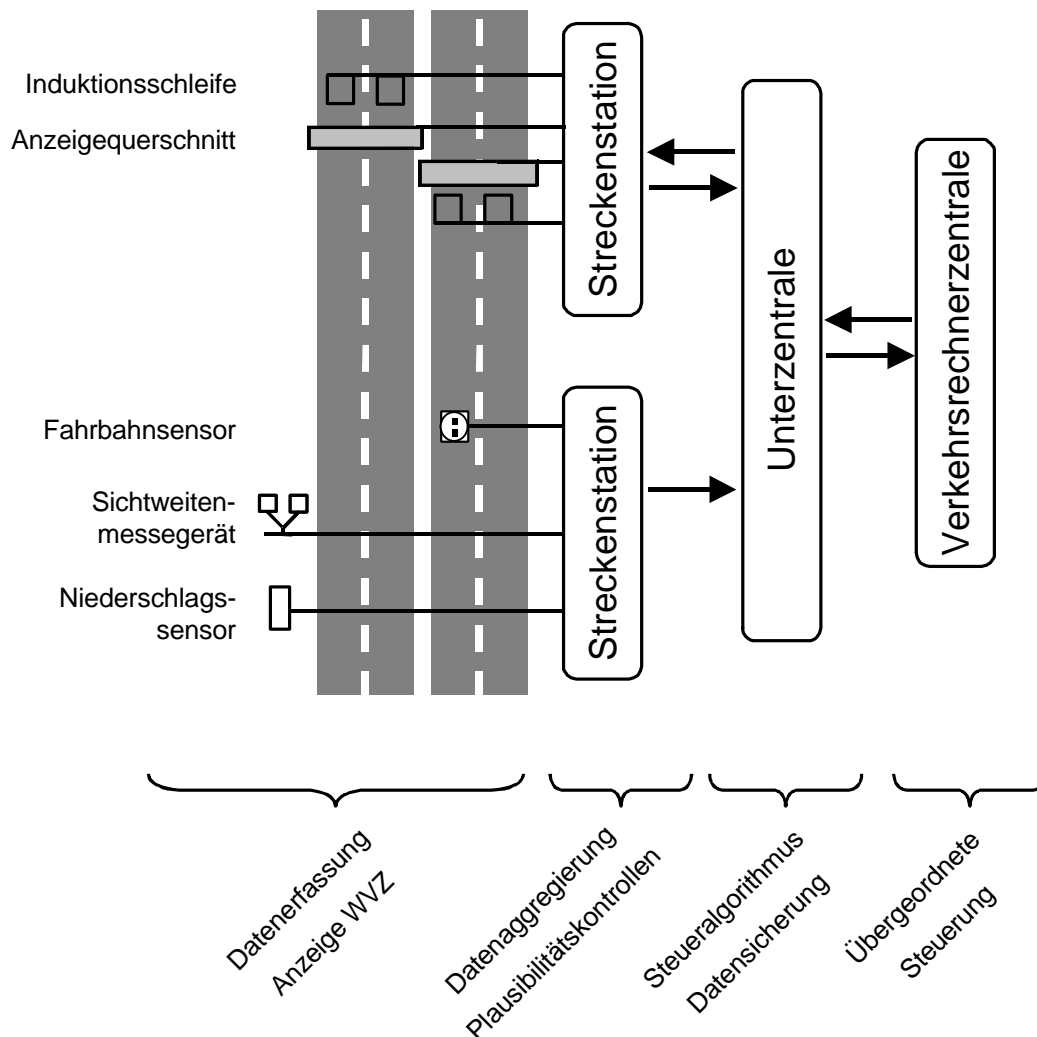 Induktionsschleife
Anzeigequerschnitt
Fahrbahnsensor
Sichtweiten-
messegerät
Niederschlags-
sensor
Streckenstation
Streckenstation
Unterzentrale
Verkehrsrechnerzentrale
Datenerfassung
Anzeige WVZ
Datenaggregierung
Plausibilitätskontrollen
Steueralgorithmus
Datensicherung
Übergeordnete
Steuerung